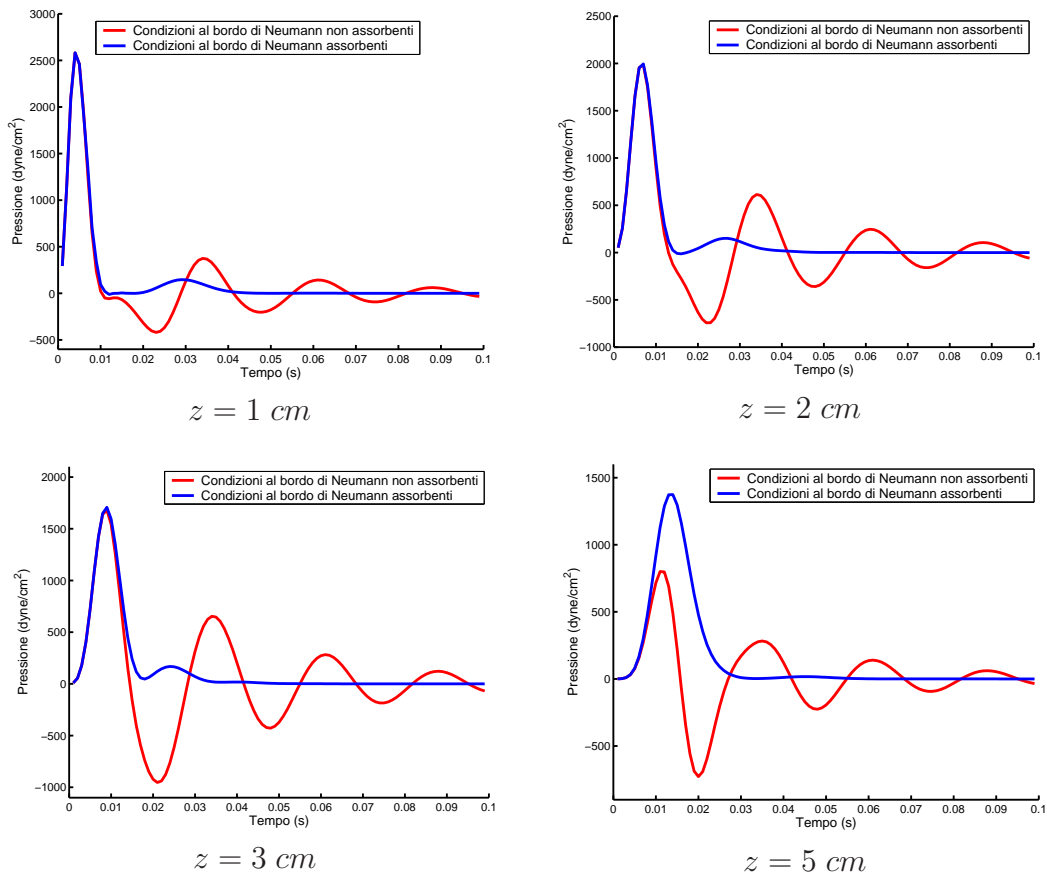 Condizioni al bordo di Neumann non assorbenti
Condizioni al bordo di Neumann assorbenti
Pressione (dyne/cm²)
3000
2500
2000
1500
1000
500
0
−500
0 0.01 0.02 0.03 0.04 0.05 0.06 0.07 0.08 0.09 0.1
Tempo (s)
z = 1 cm
Condizioni al bordo di Neumann non assorbenti
Condizioni al bordo di Neumann assorbenti
Pressione (dyne/cm²)
2500
2000
1500
1000
500
0
−500
−1000
0 0.01 0.02 0.03 0.04 0.05 0.06 0.07 0.08 0.09 0.1
Tempo (s)
z = 2 cm
Condizioni al bordo di Neumann non assorbenti
Condizioni al bordo di Neumann assorbenti
Pressione (dyne/cm²)
2000
1500
1000
500
0
−500
−1000
0 0.01 0.02 0.03 0.04 0.05 0.06 0.07 0.08 0.09 0.1
Tempo (s)
z = 3 cm
Condizioni al bordo di Neumann non assorbenti
Condizioni al bordo di Neumann assorbenti
Pressione (dyne/cm²)
1500
1000
500
0
−500
0 0.01 0.02 0.03 0.04 0.05 0.06 0.07 0.08 0.09 0.1
Tempo (s)
z = 5 cm